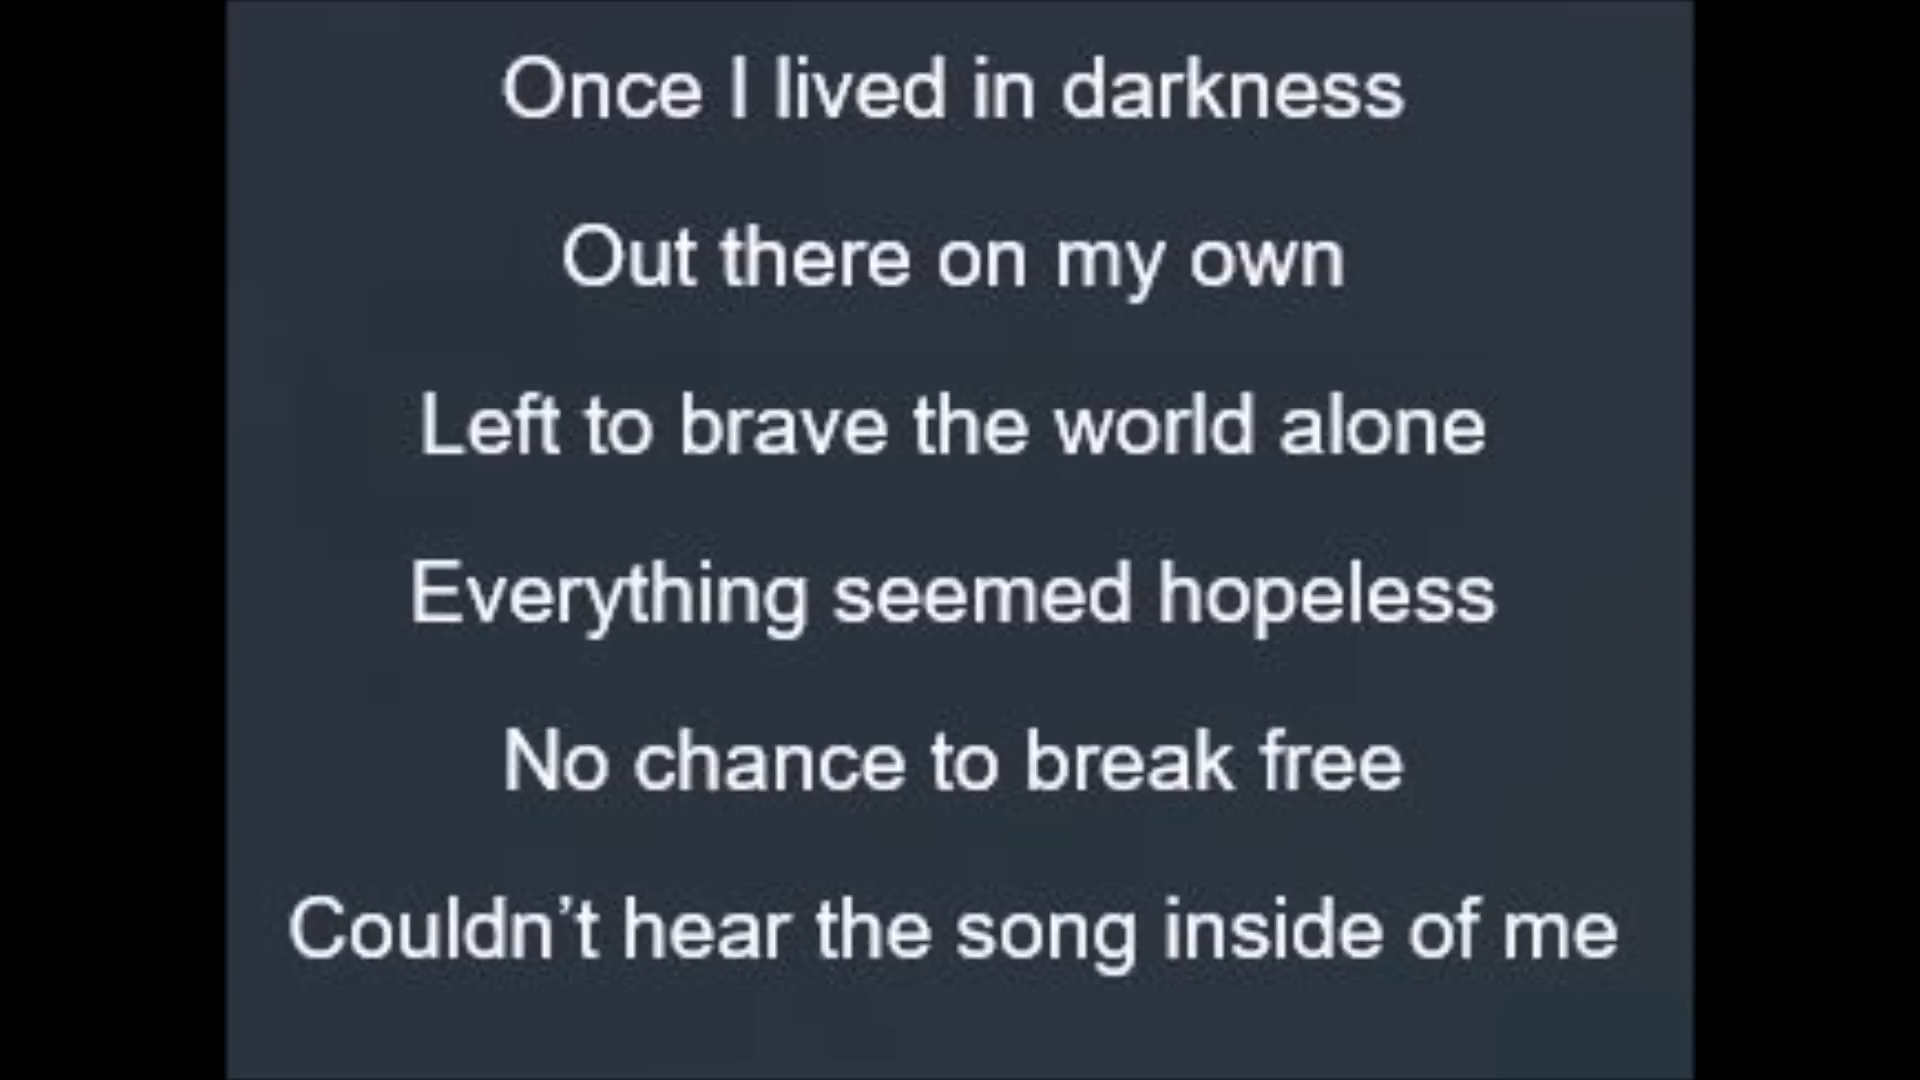 Once I lived in darkness
Out there on my own
Left to brave the world alone
Everything seemed hopeless
No chance to break free
Couldn’t hear the song inside of me